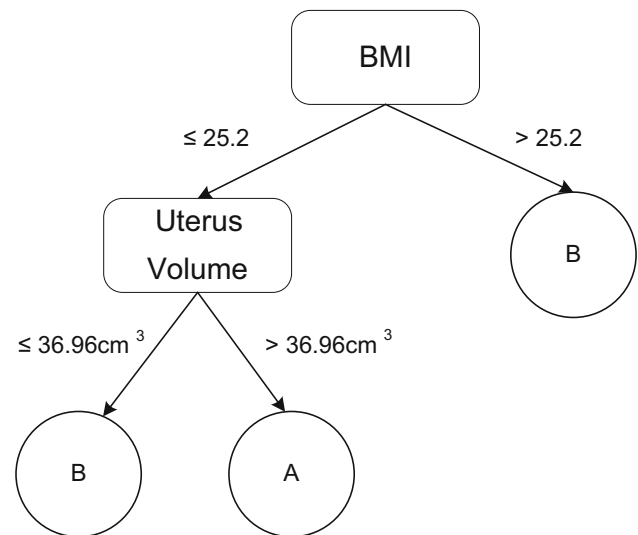 BMI
≤ 25.2
> 25.2
Uterus
Volume
B
≤ 36.96cm ³
> 36.96cm ³
B
A